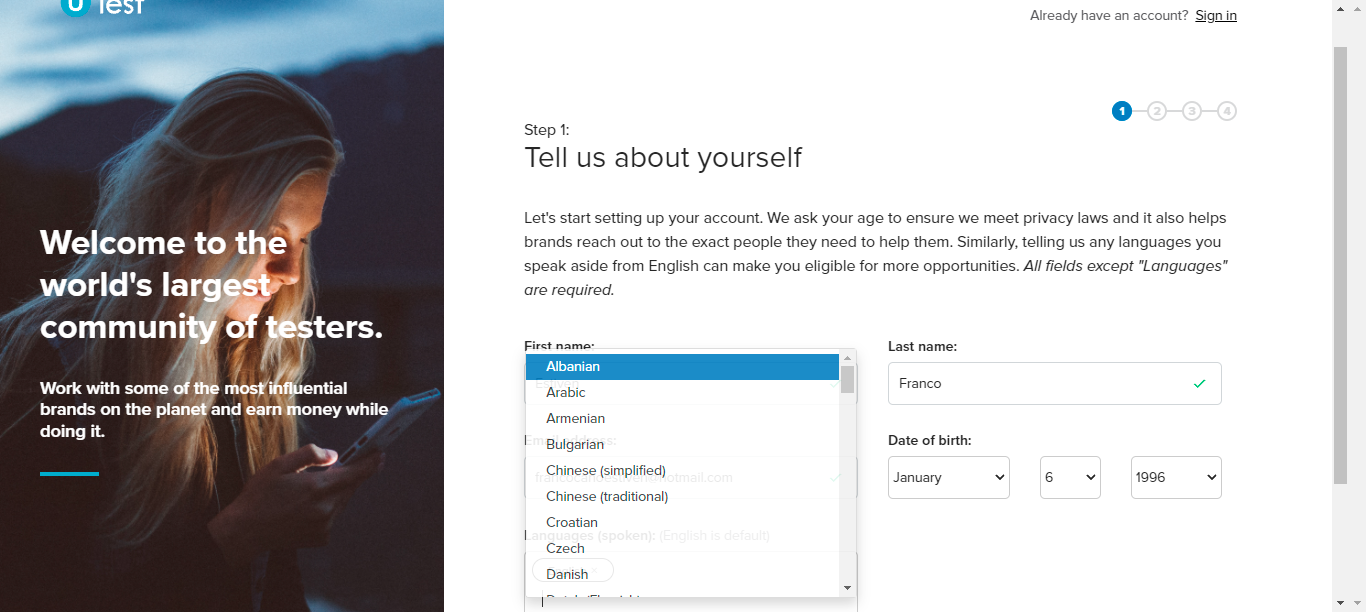 uTest
Already have an account? Sign in
1 2 3 4
Step 1:
Tell us about yourself
Let's start setting up your account. We ask your age to ensure we meet privacy laws and it also helps
brands reach out to the exact people they need to help them. Similarly, telling us any languages you
speak aside from English can make you eligible for more opportunities. All fields except "Languages"
are required.
Welcome to the
world's largest
community of testers.
Work with some of the most influential
brands on the planet and earn money while
doing it.
First name:
Last name:
Franco
Email address:
Date of birth:
January 6 1996
Languages (spoken): (English is default)
Albanian
Arabic
Armenian
Bulgarian
Chinese (simplified)
Chinese (traditional)
Croatian
Czech
Danish